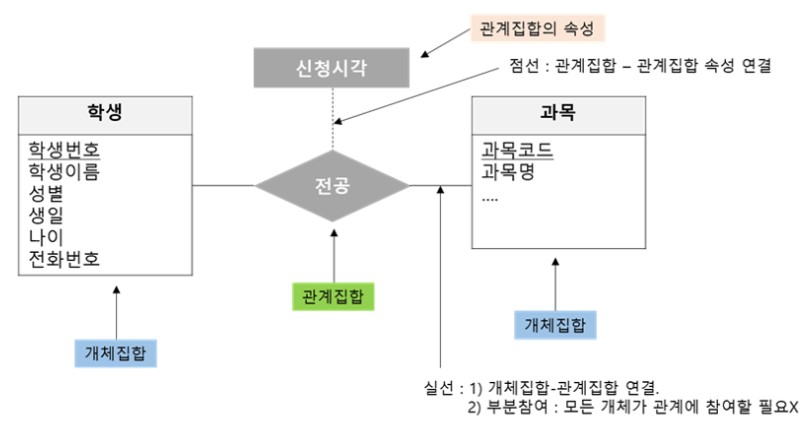 관계집합의 속성
신청시각
점선 : 관계집합 – 관계집합 속성 연결
학생
학생번호
학생이름
성별
생일
나이
전화번호
전공
과목
과목코드
과목명
....
관계집합
개체집합
개체집합
실선 : 1) 개체집합-관계집합 연결.
2) 부분참여 : 모든 개체가 관계에 참여할 필요X